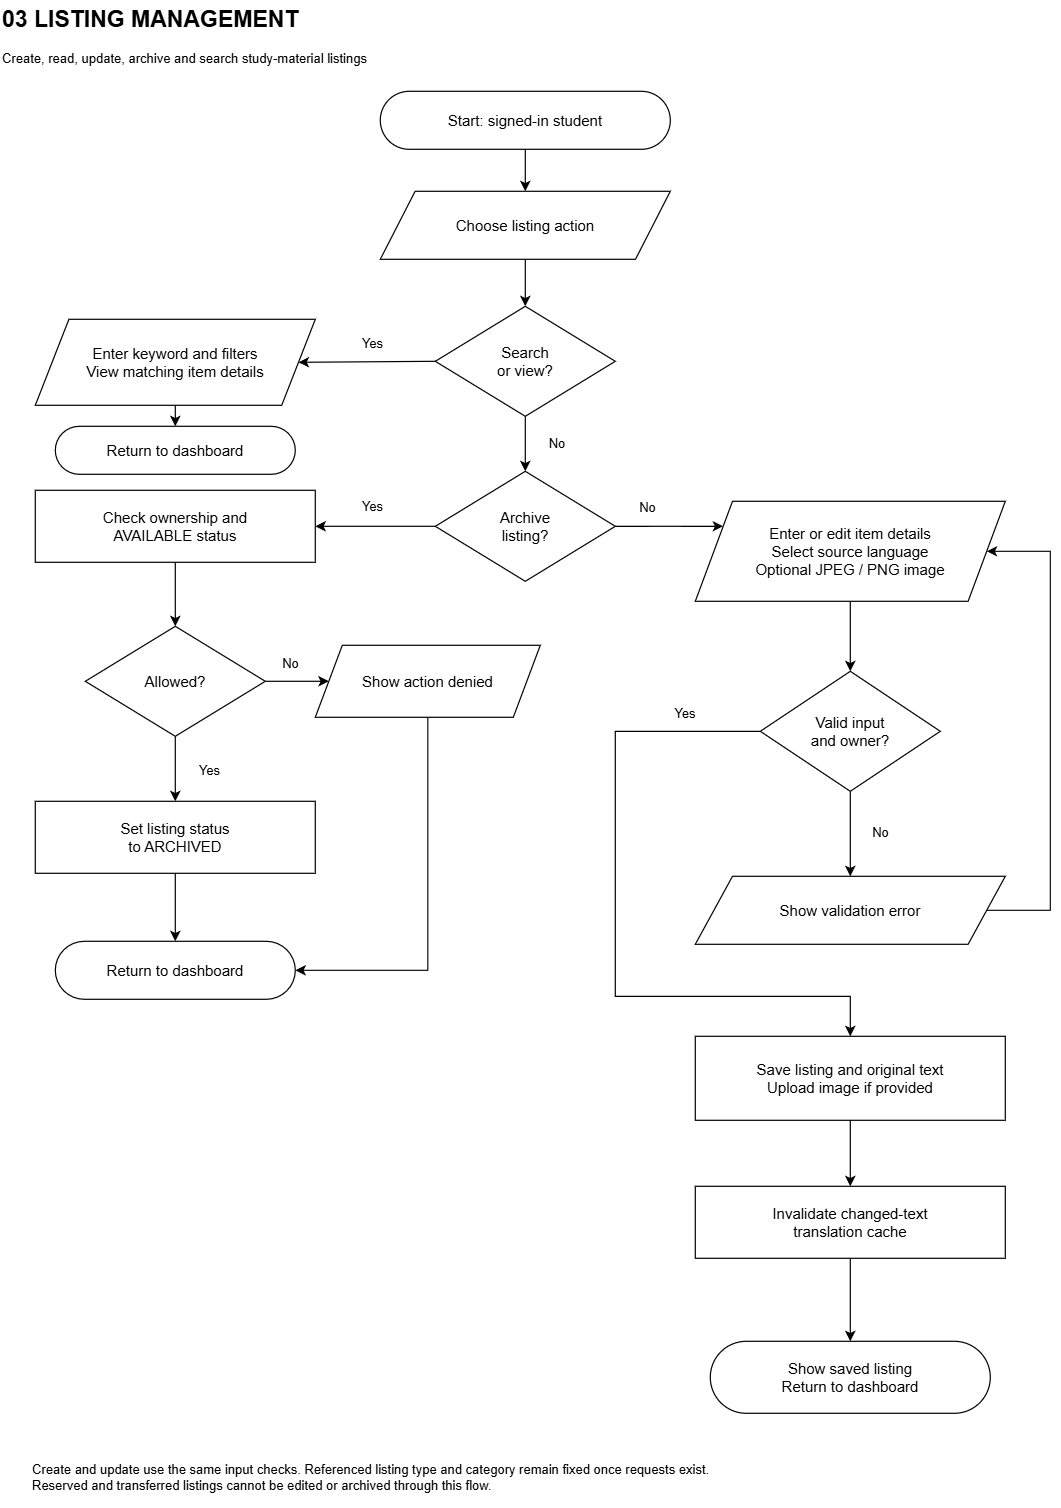 03 LISTING MANAGEMENT
Create, read, update, archive and search study-material listings
Start: signed-in student
Choose listing action
Search
or view?
Yes
Enter keyword and filters
View matching item details
Return to dashboard
No
Archive
listing?
Yes
Check ownership and
AVAILABLE status
No
Enter or edit item details
Select source language
Optional JPEG / PNG image
Allowed?
No
Show action denied
Yes
Set listing status
to ARCHIVED
Return to dashboard
Valid input
and owner?
Yes
No
Show validation error
Save listing and original text
Upload image if provided
Invalidate changed-text
translation cache
Show saved listing
Return to dashboard
Create and update use the same input checks. Referenced listing type and category remain fixed once requests exist.
Reserved and transferred listings cannot be edited or archived through this flow.